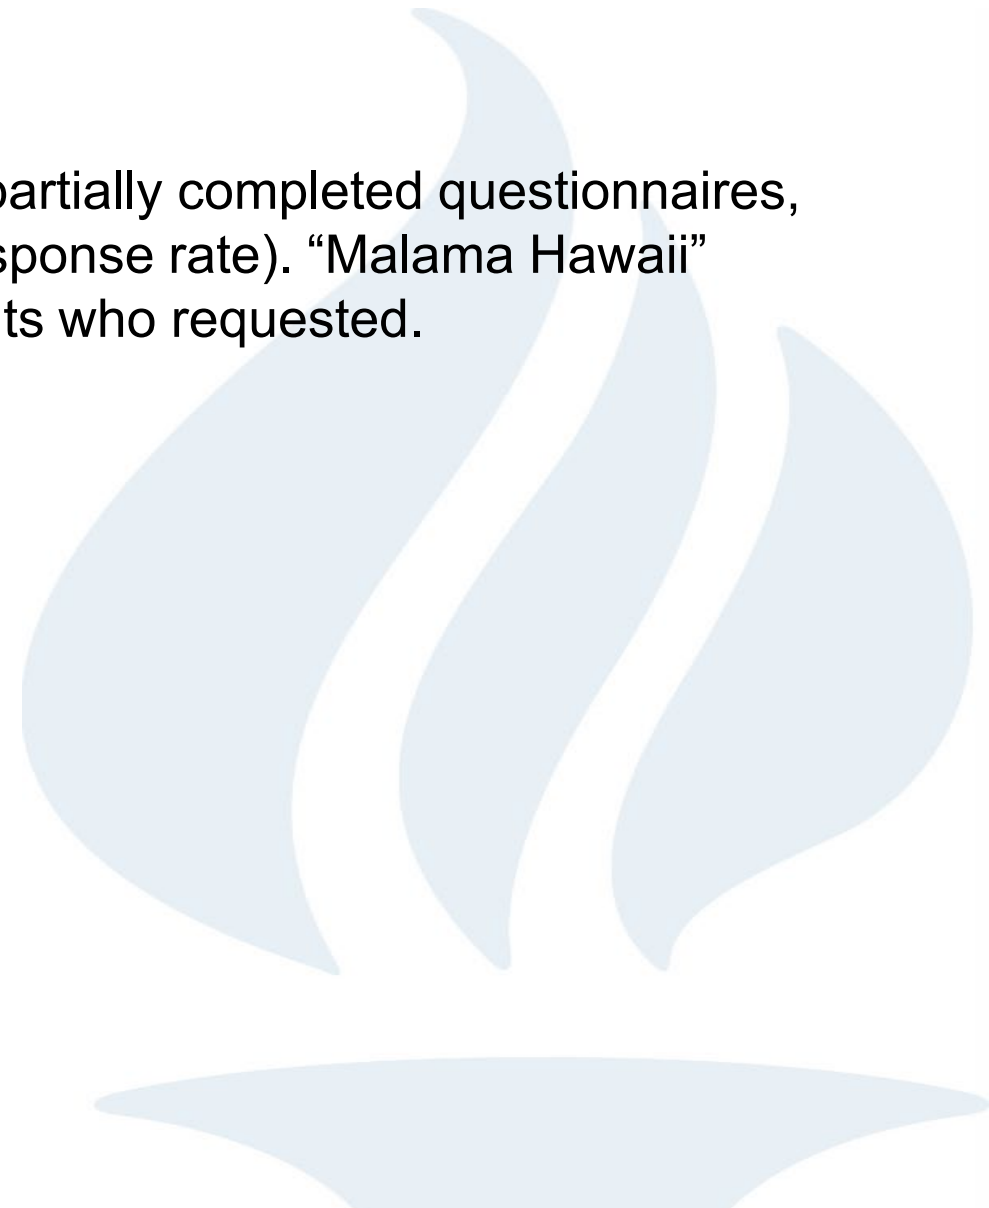 partially completed questionnaires,
sponse rate). “Malama Hawaii”
ts who requested.